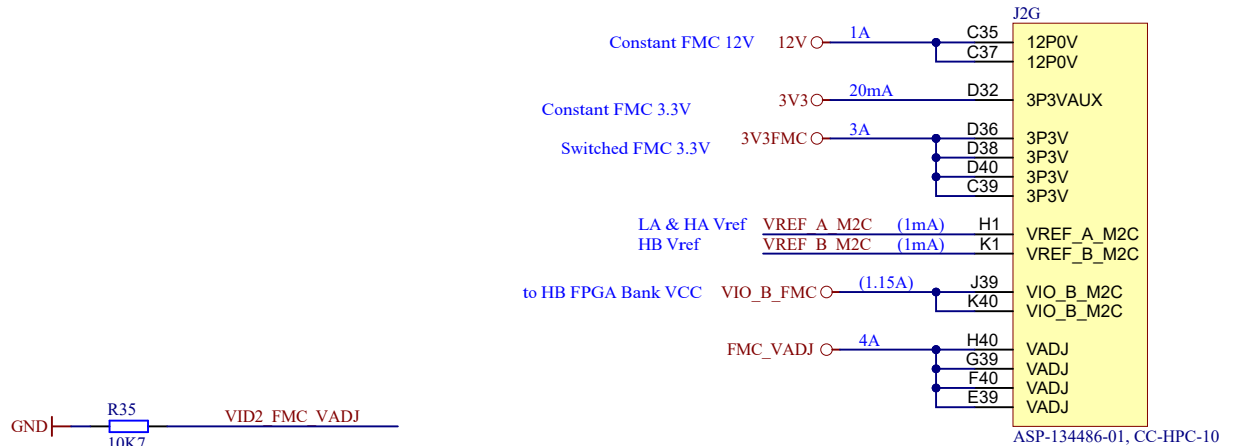 J2G
Constant FMC 12V 12V 1A C35 12P0V
C37 12P0V
20mA D32 3P3VAUX
Constant FMC 3.3V 3V3
Switched FMC 3.3V 3V3FMC 3A D36 3P3V
D38 3P3V
D40 3P3V
C39 3P3V
LA & HA Vref VREF_A_M2C (1mA) H1 VREF_A_M2C
HB Vref VREF_B_M2C (1mA) K1 VREF_B_M2C
to HB FPGA Bank VCC VIO_B_FMC (1.15A) J39 VIO_B_M2C
K40 VIO_B_M2C
FMC_VADJ 4A H40 VADJ
G39 VADJ
F40 VADJ
E39 VADJ
ASP-134486-01, CC-HPC-10
GND R35 VID2_FMC_VADJ
10K7